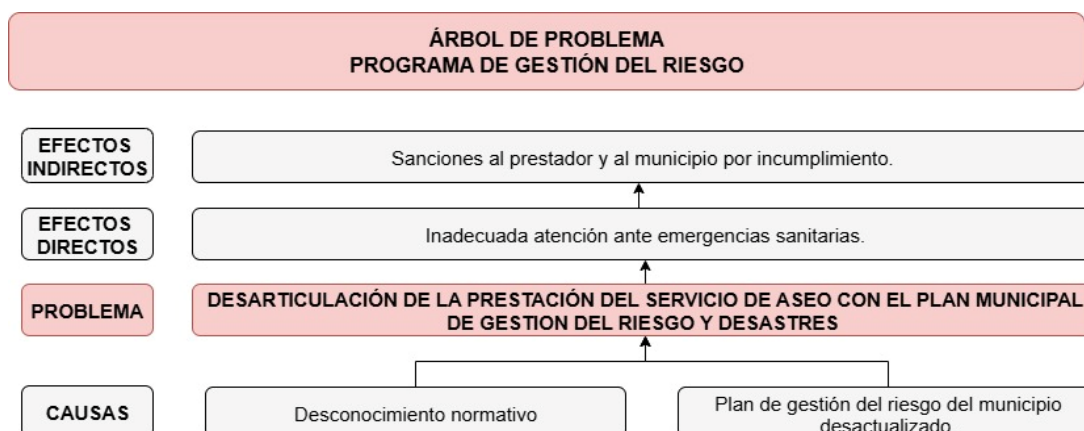 ÁRBOL DE PROBLEMA
PROGRAMA DE GESTIÓN DEL RIESGO
EFECTOS
INDIRECTOS
Sanciones al prestador y al municipio por incumplimiento.
EFECTOS
DIRECTOS
Inadecuada atención ante emergencias sanitarias.
PROBLEMA
DESARTICULACIÓN DE LA PRESTACIÓN DEL SERVICIO DE ASEO CON EL PLAN MUNICIPAL
DE GESTION DEL RIESGO Y DESASTRES
CAUSAS
Desconocimiento normativo
Plan de gestión del riesgo del municipio
desactualizado